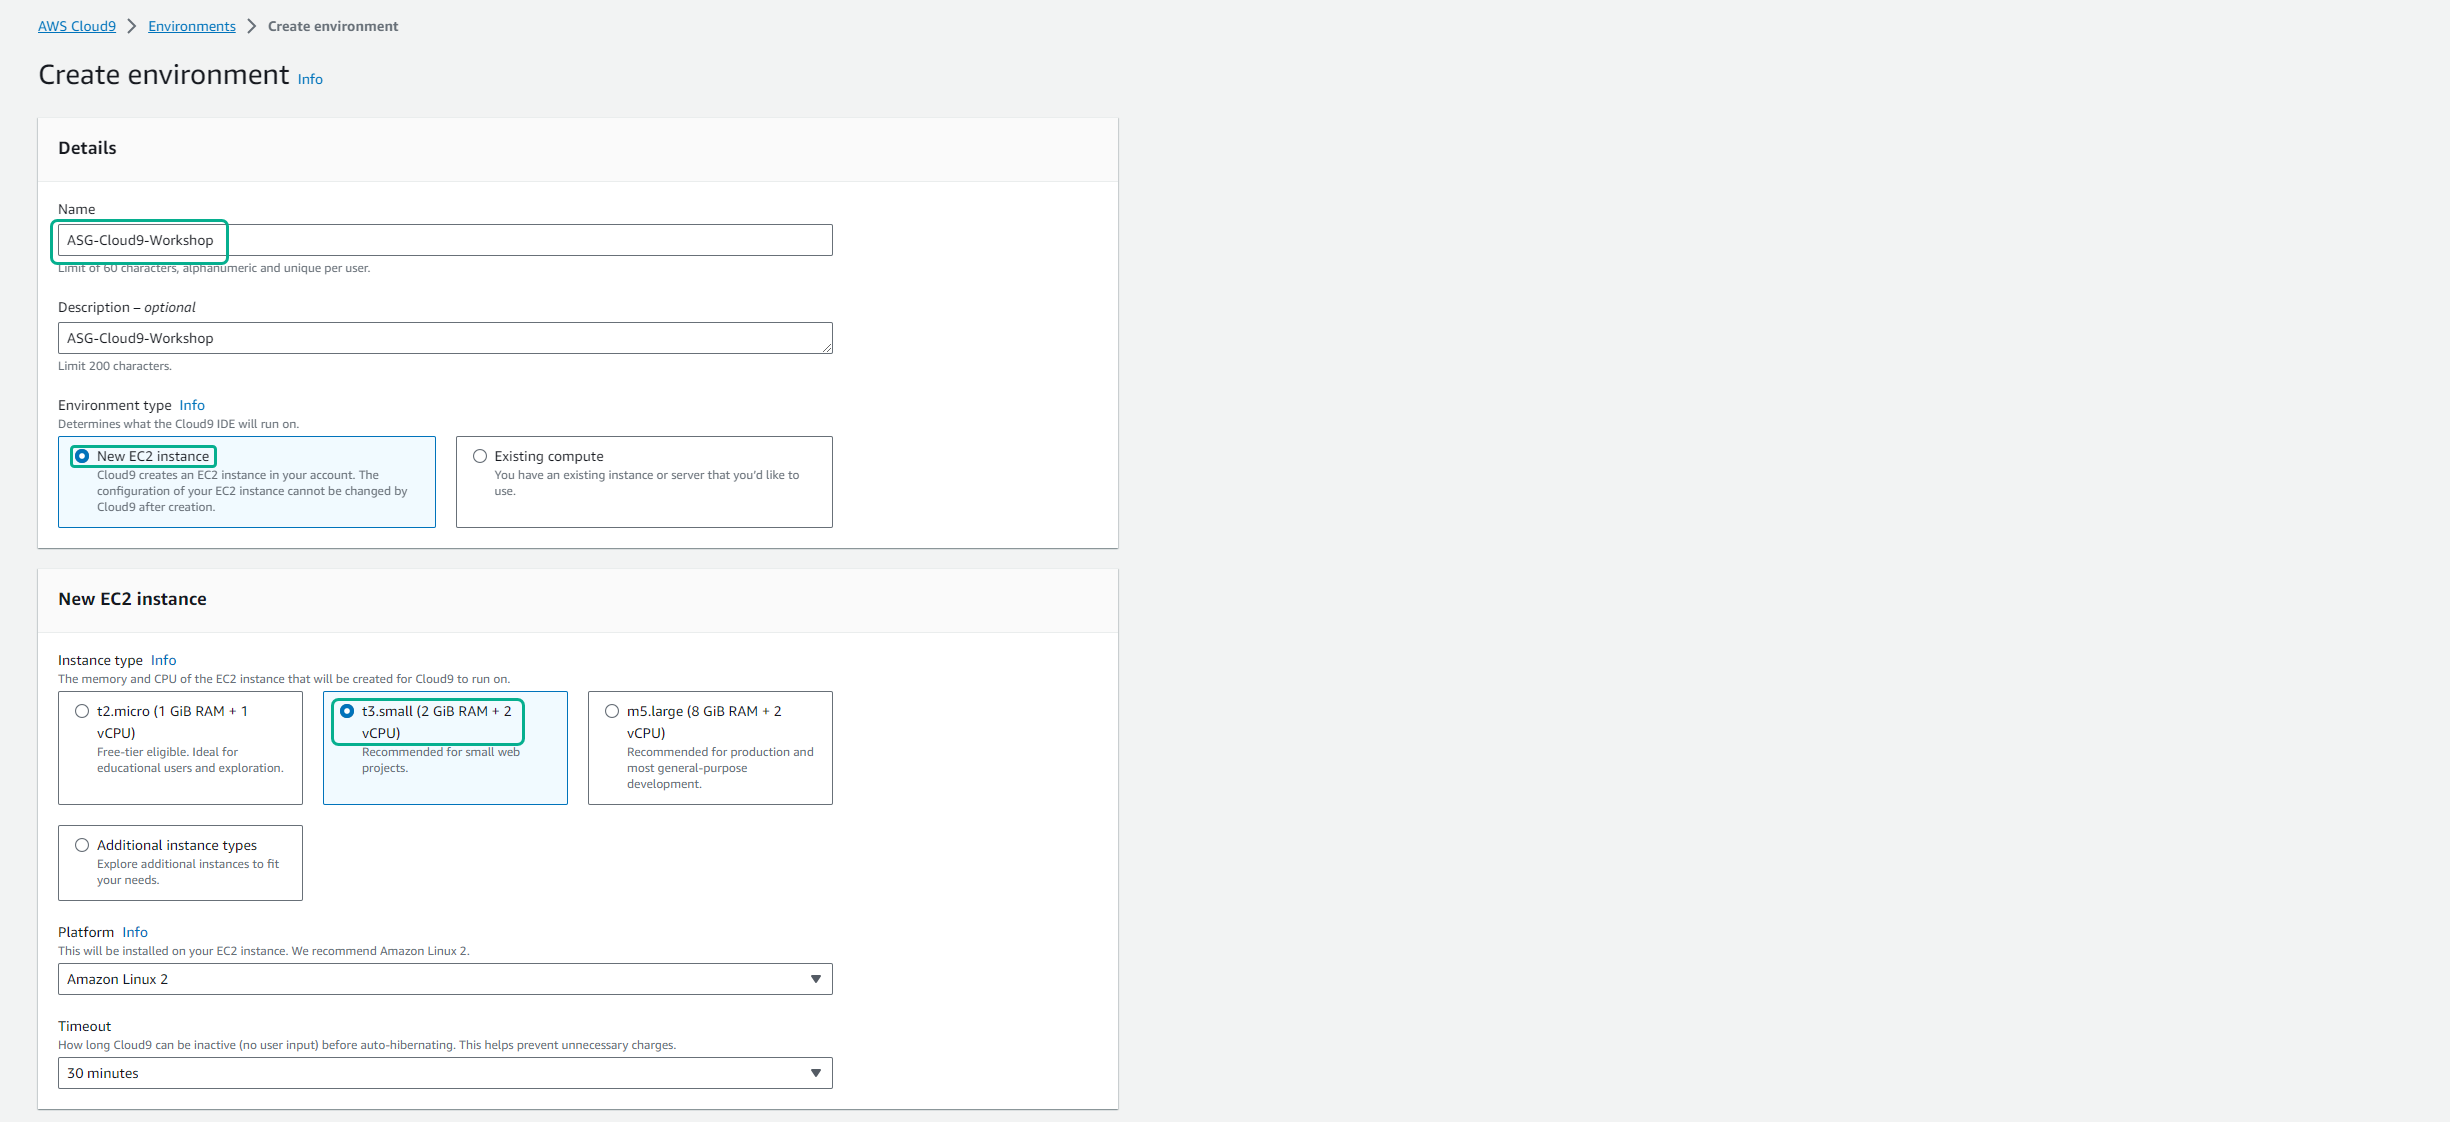 AWS Cloud9 > Environments > Create environment
Create environment Info
Details
Name
ASG-Cloud9-Workshop
Limit of 60 characters, alphanumeric and unique per user.
Description – optional
ASG-Cloud9-Workshop
Limit 200 characters.
Environment type Info
Determines what the Cloud9 IDE will run on.
New EC2 instance
Cloud9 creates an EC2 instance in your account. The
configuration of your EC2 instance cannot be changed by
Cloud9 after creation.
Existing compute
You have an existing instance or server that you'd like to
use.
New EC2 instance
Instance type Info
The memory and CPU of the EC2 instance that will be created for Cloud9 to run on.
t2.micro (1 GiB RAM + 1
vCPU)
Free-tier eligible. Ideal for
educational users and exploration.
t3.small (2 GiB RAM + 2
vCPU)
Recommended for small web
projects.
m5.large (8 GiB RAM + 2
vCPU)
Recommended for production and
most general-purpose
development.
Additional instance types
Explore additional instances to fit
your needs.
Platform Info
This will be installed on your EC2 instance. We recommend Amazon Linux 2.
Amazon Linux 2
Timeout
How long Cloud9 can be inactive (no user input) before auto-hibernating. This helps prevent unnecessary charges.
30 minutes